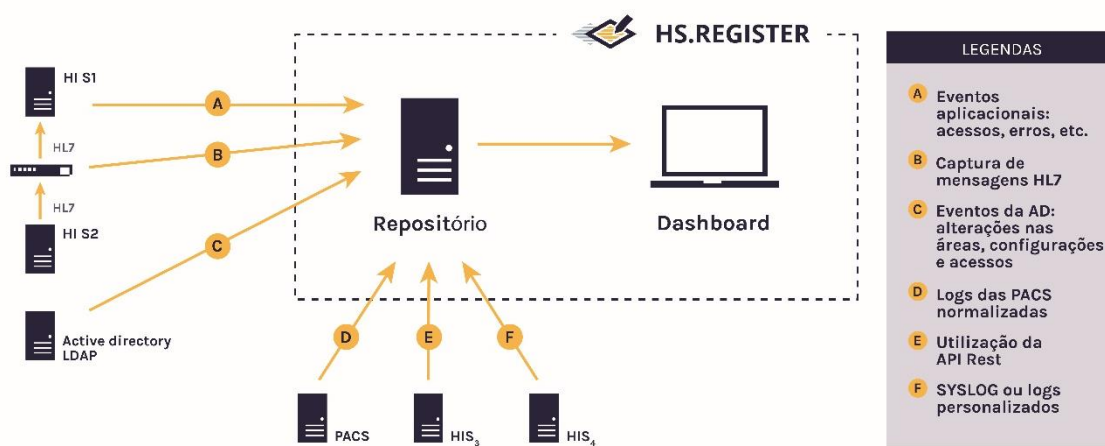 HS.REGISTER
HI S1
A
HL7
B
HL7
HI S2
C
Active directory
LDAP
Repositório
Dashboard
D
E
F
PACS
HIS₃
HIS₄
LEGENDAS
A Eventos
aplicacionais:
acessos, erros, etc.
B Captura de
mensagens HL7
C Eventos da AD:
alterações nas
áreas, configurações
e acessos
D Logs das PACS
normalizadas
E Utilização da
API Rest
F SYSLOG ou logs
personalizados